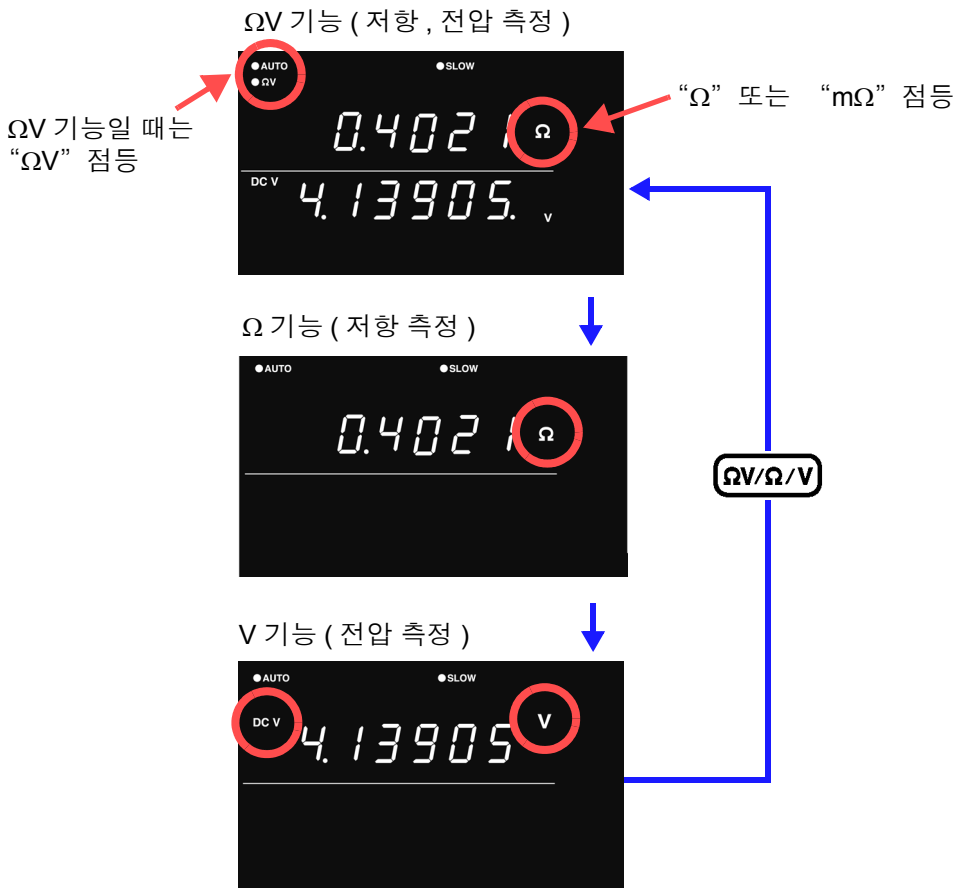 ΩV 기능 ( 저항 , 전압 측정 )
AUTO SLOW
ΩV
“Ω” 또는 “mΩ” 점등
ΩV 기능일 때는
“ΩV” 점등
0.4021 Ω
DC V 4.13905. V
Ω 기능 ( 저항 측정 )
AUTO SLOW
0.4021 Ω
ΩV/Ω/V
V 기능 ( 전압 측정 )
AUTO SLOW
DC V 4.13905 V